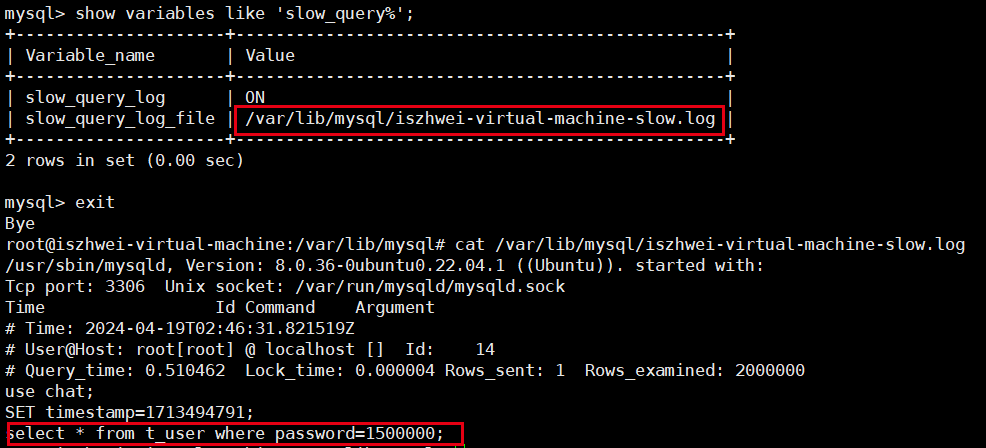 mysql> show variables like 'slow_query%';
+---------------------+------------------------------------------------+
| Variable_name       | Value                                          |
+---------------------+------------------------------------------------+
| slow_query_log      | ON                                             |
| slow_query_log_file | /var/lib/mysql/iszhwei-virtual-machine-slow.log |
+---------------------+------------------------------------------------+
2 rows in set (0.00 sec)
mysql> exit
Bye
root@iszhwei-virtual-machine:/var/lib/mysql# cat /var/lib/mysql/iszhwei-virtual-machine-slow.log
/usr/sbin/mysqld, Version: 8.0.36-0ubuntu0.22.04.1 ((Ubuntu)). started with:
Tcp port: 3306  Unix socket: /var/run/mysqld/mysqld.sock
Time                 Id Command    Argument
# Time: 2024-04-19T02:46:31.821519Z
# User@Host: root[root] @ localhost []  Id:    14
# Query_time: 0.510462  Lock_time: 0.000004 Rows_sent: 1  Rows_examined: 2000000
use chat;
SET timestamp=1713494791;
select * from t_user where password=1500000;